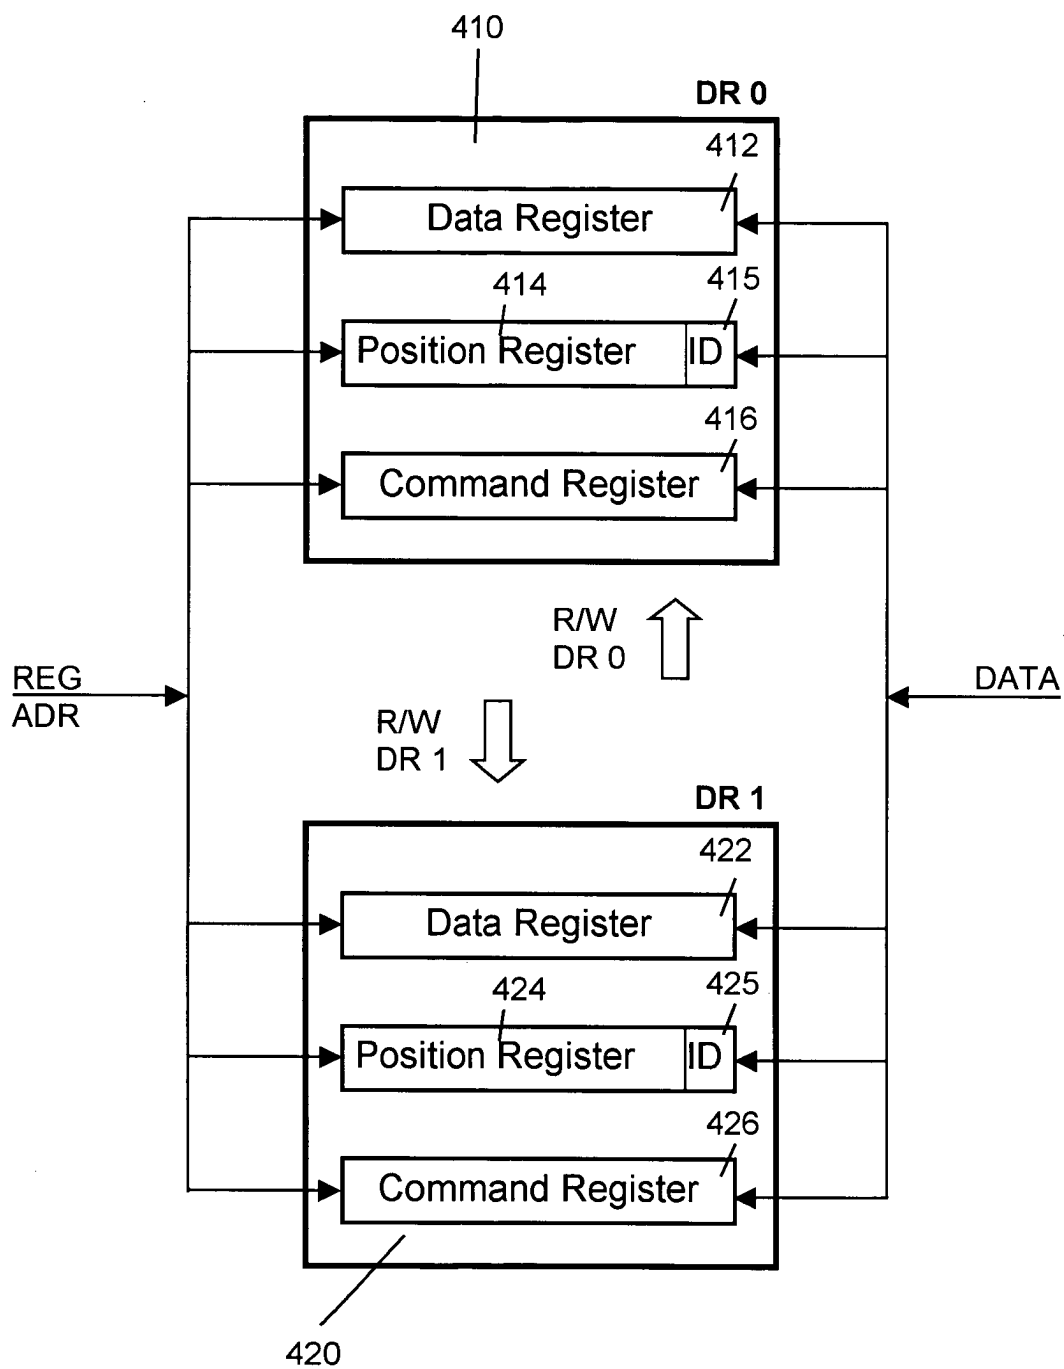 410
DR 0
412
Data Register
414
415
Position Register
ID
416
Command Register
R/W
DR 0
REG
ADR
DATA
R/W
DR 1
DR 1
422
Data Register
424
425
Position Register
ID
426
Command Register
420